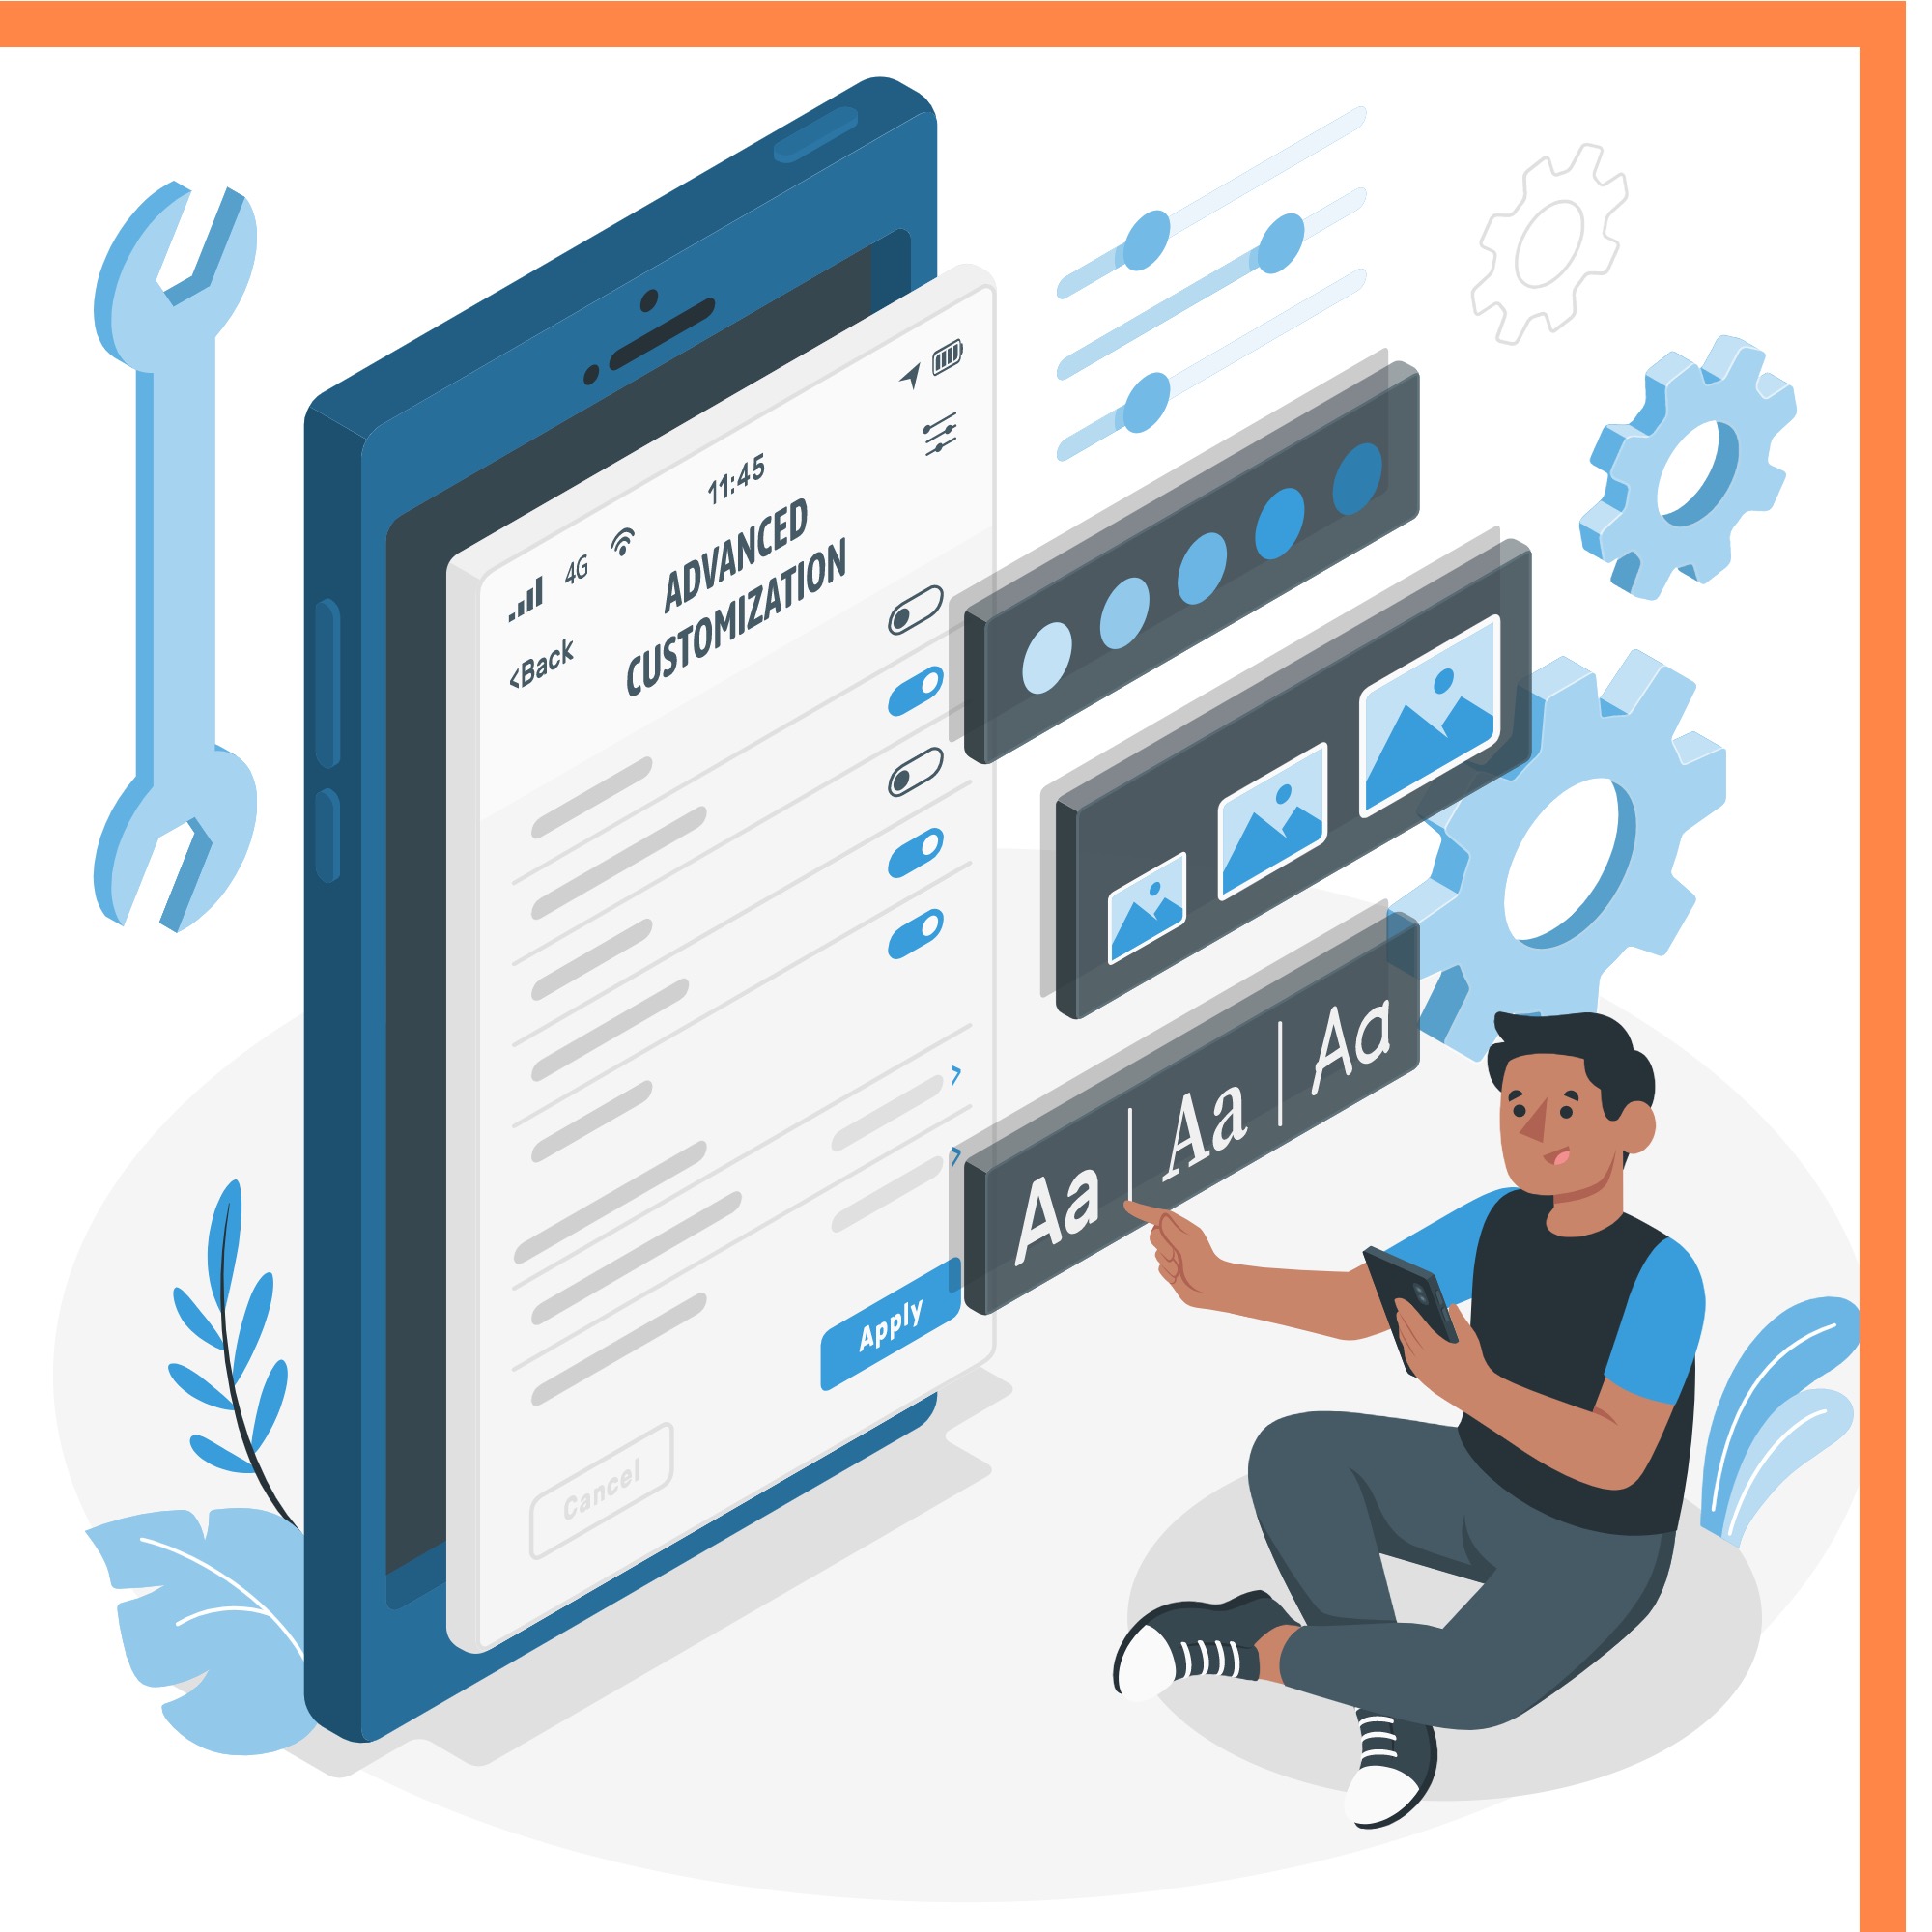 11:45
4G
ADVANCED
CUSTOMIZATION
<Back
Aa | Aa | Aa
Apply
Cancel